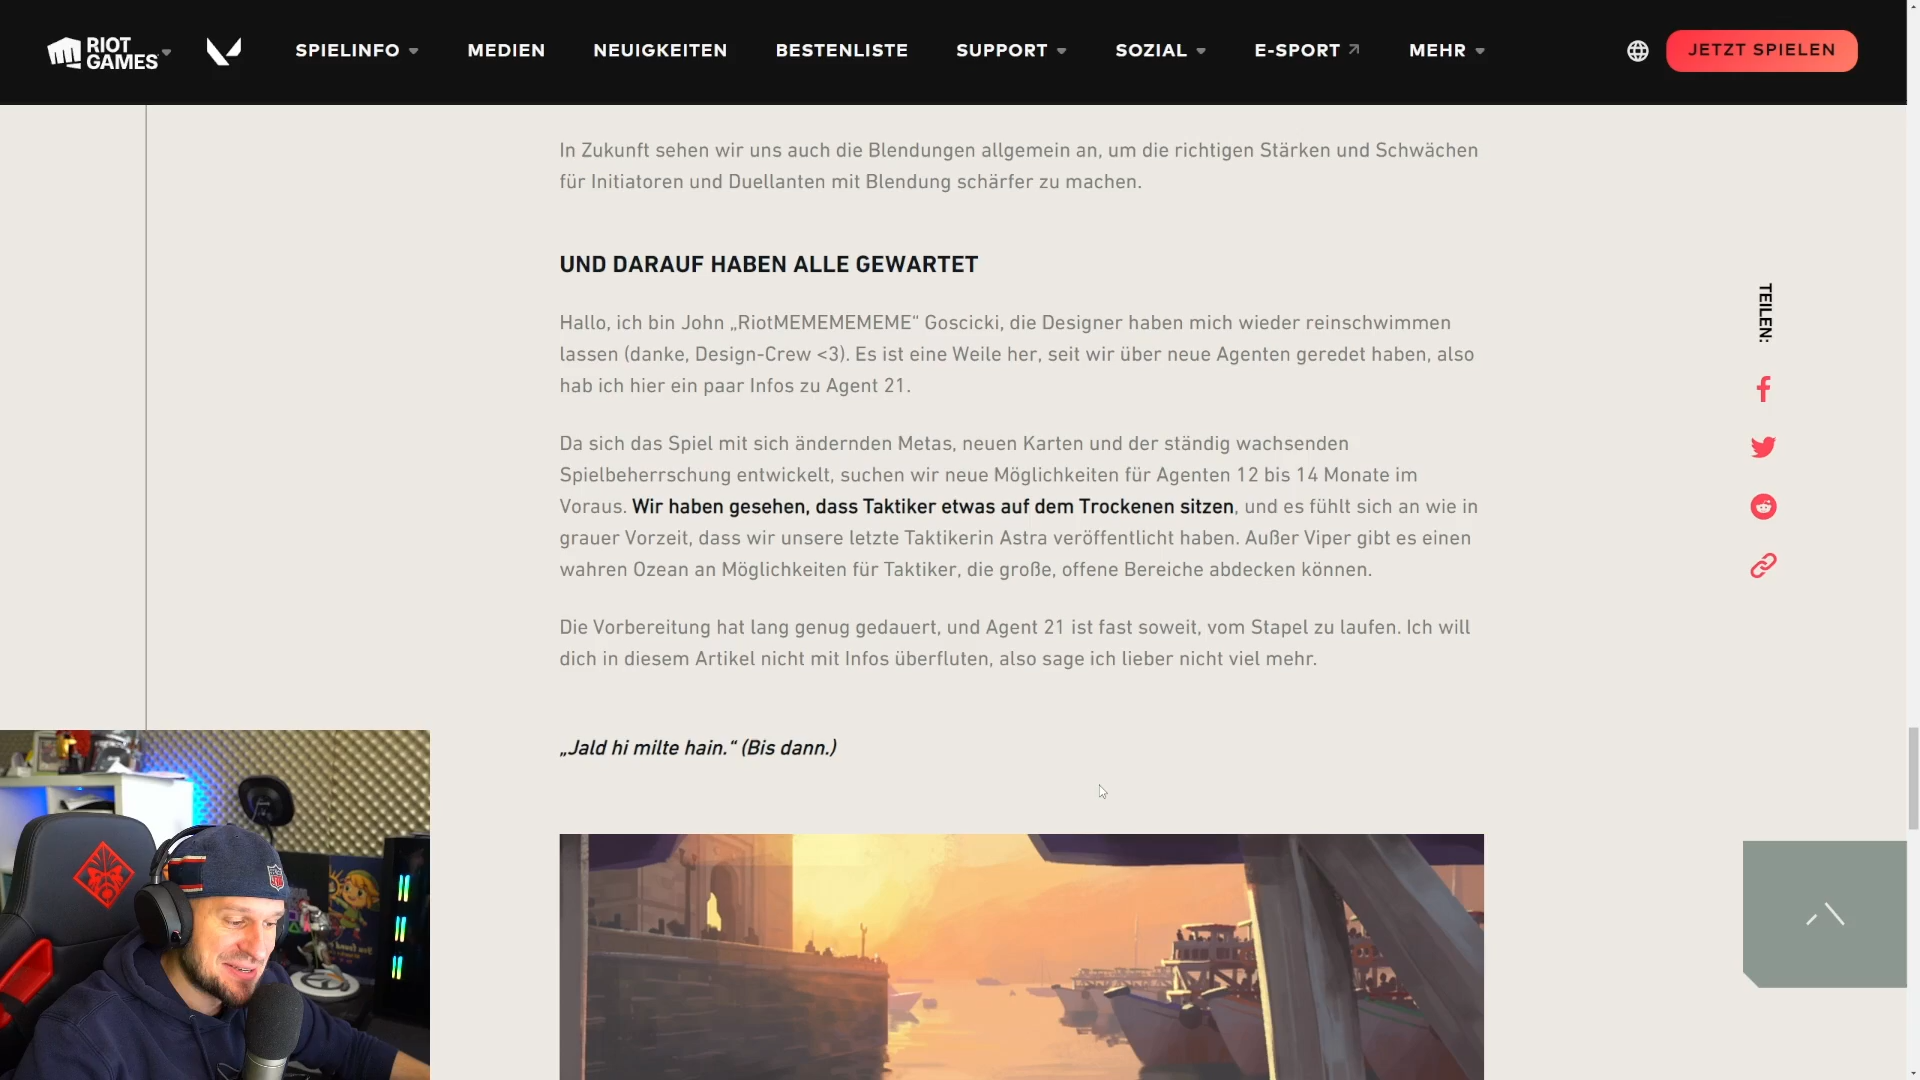 RIOT
GAMES
SPIELINFO
MEDIEN
NEUIGKEITEN
BESTENLISTE
SUPPORT
SOZIAL
E-SPORT
MEHR
JETZT SPIELEN
In Zukunft sehen wir uns auch die Blendungen allgemein an, um die richtigen Stärken und Schwächen
für Initiatoren und Duellanten mit Blendung schärfer zu machen.
UND DARAUF HABEN ALLE GEWARTET
Hallo, ich bin John „RiotMEMEMEMEME“ Goscicki, die Designer haben mich wieder reinschwimmen
lassen (danke, Design-Crew <3). Es ist eine Weile her, seit wir über neue Agenten geredet haben, also
hab ich hier ein paar Infos zu Agent 21.
Da sich das Spiel mit sich ändernden Metas, neuen Karten und der ständig wachsenden
Spielbeherrschung entwickelt, suchen wir neue Möglichkeiten für Agenten 12 bis 14 Monate im
Voraus. Wir haben gesehen, dass Taktiker etwas auf dem Trockenen sitzen, und es fühlt sich an wie in
grauer Vorzeit, dass wir unsere letzte Taktikerin Astra veröffentlicht haben. Außer Viper gibt es einen
wahren Ozean an Möglichkeiten für Taktiker, die große, offene Bereiche abdecken können.
Die Vorbereitung hat lang genug gedauert, und Agent 21 ist fast soweit, vom Stapel zu laufen. Ich will
dich in diesem Artikel nicht mit Infos überfluten, also sage ich lieber nicht viel mehr.
„Jald hi milte hain.“ (Bis dann.)
TEILEN:
NFL